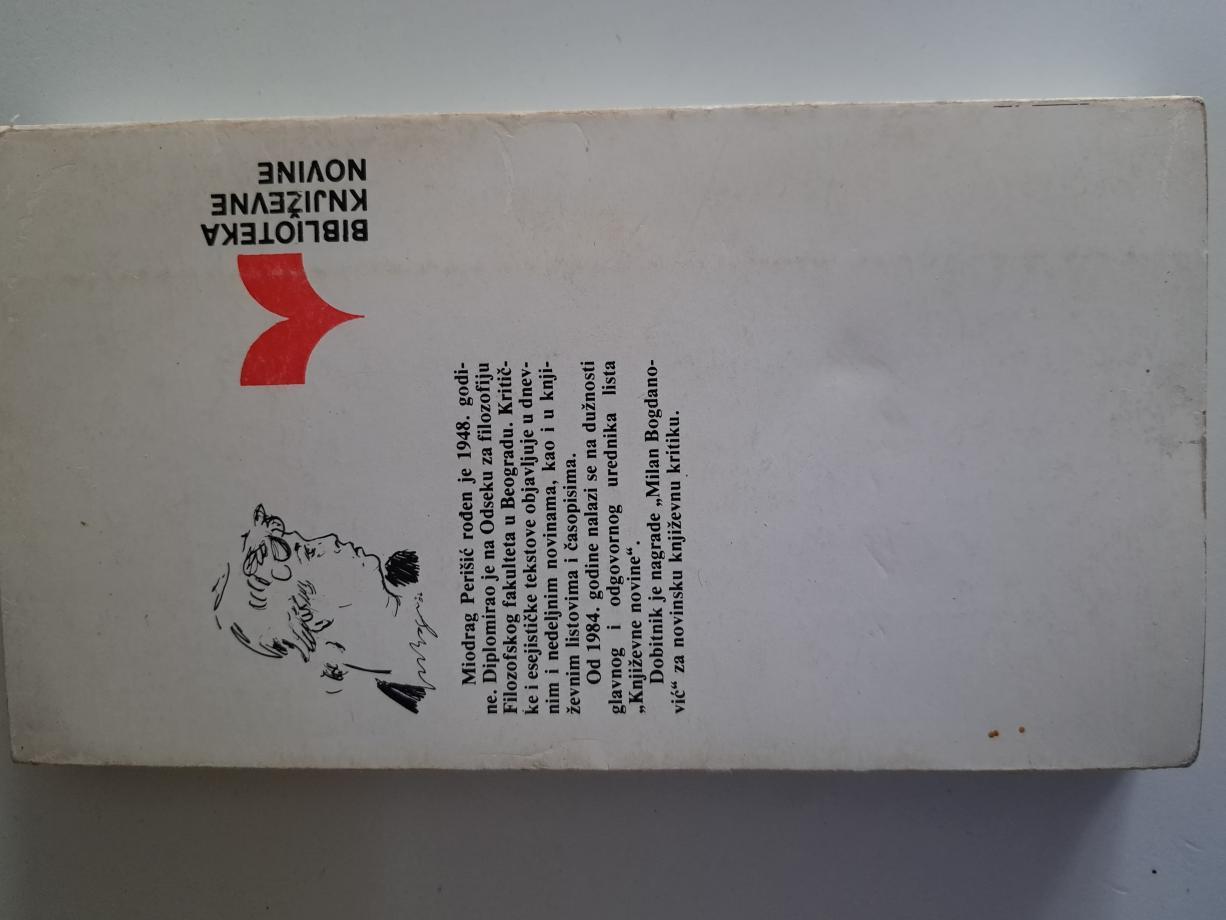 BIBLIOTEKA
KNJIŽEVNE
NOVINE
Miodrag Perišić rođen je 1948. godi-
ne. Diplomirao je na Odseku za filozofiju
Filozofskog fakulteta u Beogradu. Kritič-
ke i esejističke tekstove objavljuje u dnev-
nim i nedeljnim novinama, kao i u knji-
ževnim listovima i časopisima.
Od 1984. godine nalazi se na dužnosti
glavnog i odgovornog urednika lista
„Književne novine“.
Dobitnik je nagrade „Milan Bogdano-
vić“ za novinsku književnu kritiku.